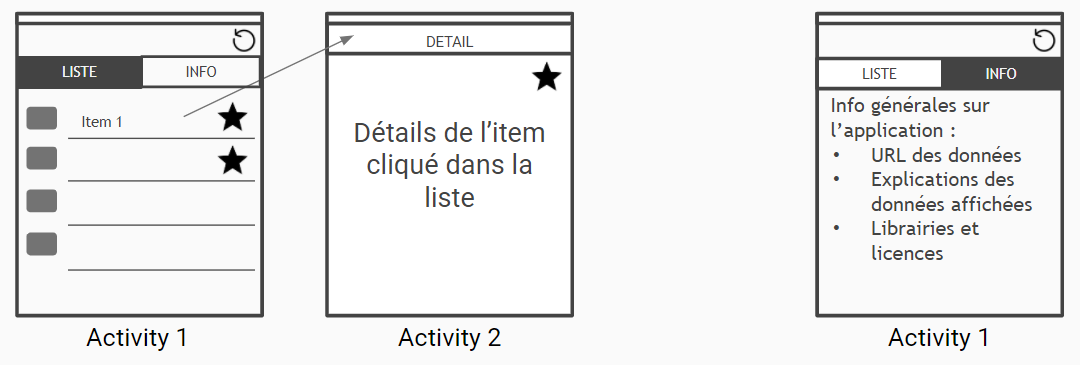 LISTE
INFO
Item 1
Activity 1
DETAIL
Détails de l’item
cliqué dans la
liste
Activity 2
LISTE
INFO
Info générales sur
l’application :
• URL des données
• Explications des
données affichées
• Librairies et
licences
Activity 1